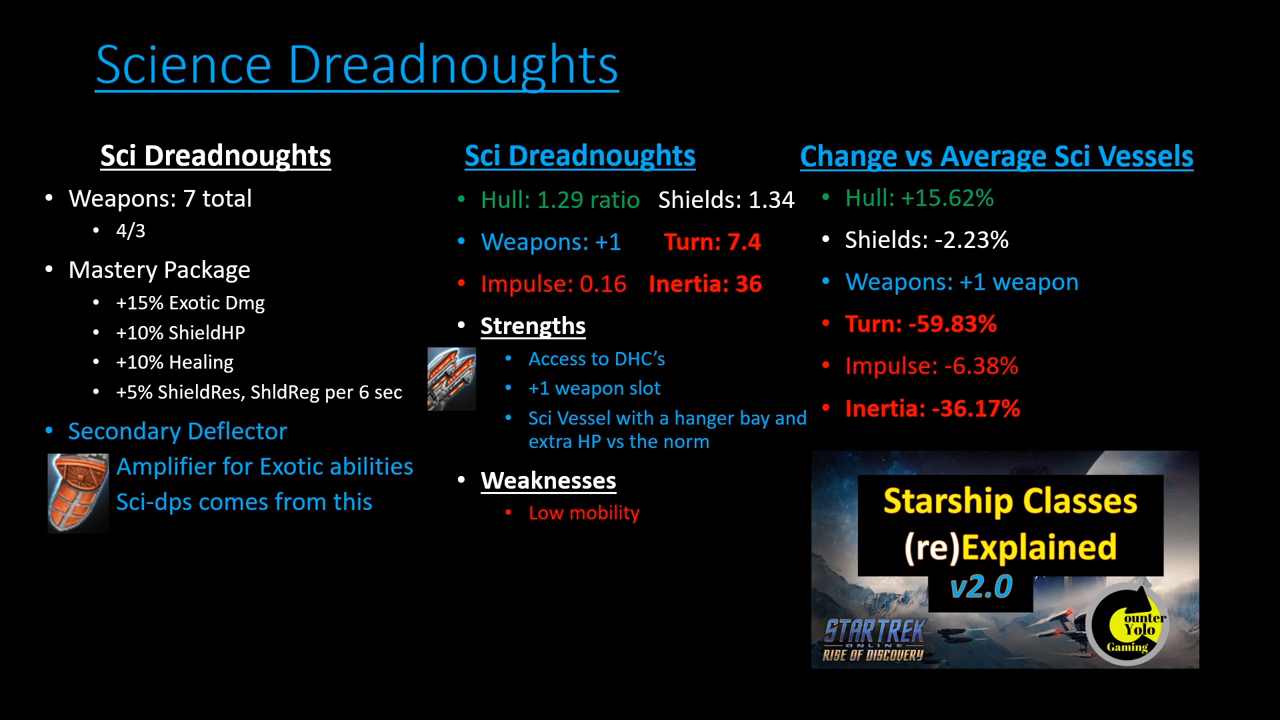 Science Dreadnoughts
Sci Dreadnoughts
• Weapons: 7 total
• 4/3
• Mastery Package
• +15% Exotic Dmg
• +10% ShieldHP
• +10% Healing
• +5% ShieldRes, ShldReg per 6 sec
• Secondary Deflector
Amplifier for Exotic abilities
Sci-dps comes from this
Sci Dreadnoughts
• Hull: 1.29 ratio Shields: 1.34
• Weapons: +1 Turn: 7.4
• Impulse: 0.16 Inertia: 36
• Strengths
• Access to DHC's
• +1 weapon slot
• Sci Vessel with a hanger bay and
extra HP vs the norm
• Weaknesses
• Low mobility
Change vs Average Sci Vessels
• Hull: +15.62%
• Shields: -2.23%
• Weapons: +1 weapon
• Turn: -59.83%
• Impulse: -6.38%
• Inertia: -36.17%
Starship Classes
(re)Explained
v2.0
STAR TREK
ONLINE
RISE OF DISCOVERY
Counter
Yolo
Gaming